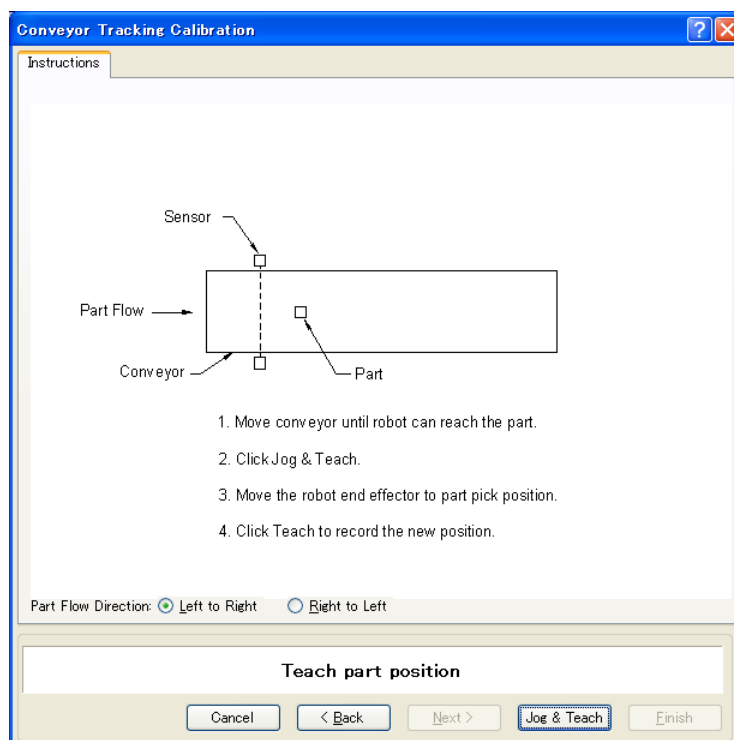 Conveyor Tracking Calibration
Instructions
Sensor
Part Flow
Conveyor
Part
1. Move conveyor until robot can reach the part.
2. Click Jog & Teach.
3. Move the robot end effector to part pick position.
4. Click Teach to record the new position.
Part Flow Direction: Left to Right Right to Left
Teach part position
Cancel < Back Next > Jog & Teach Finish